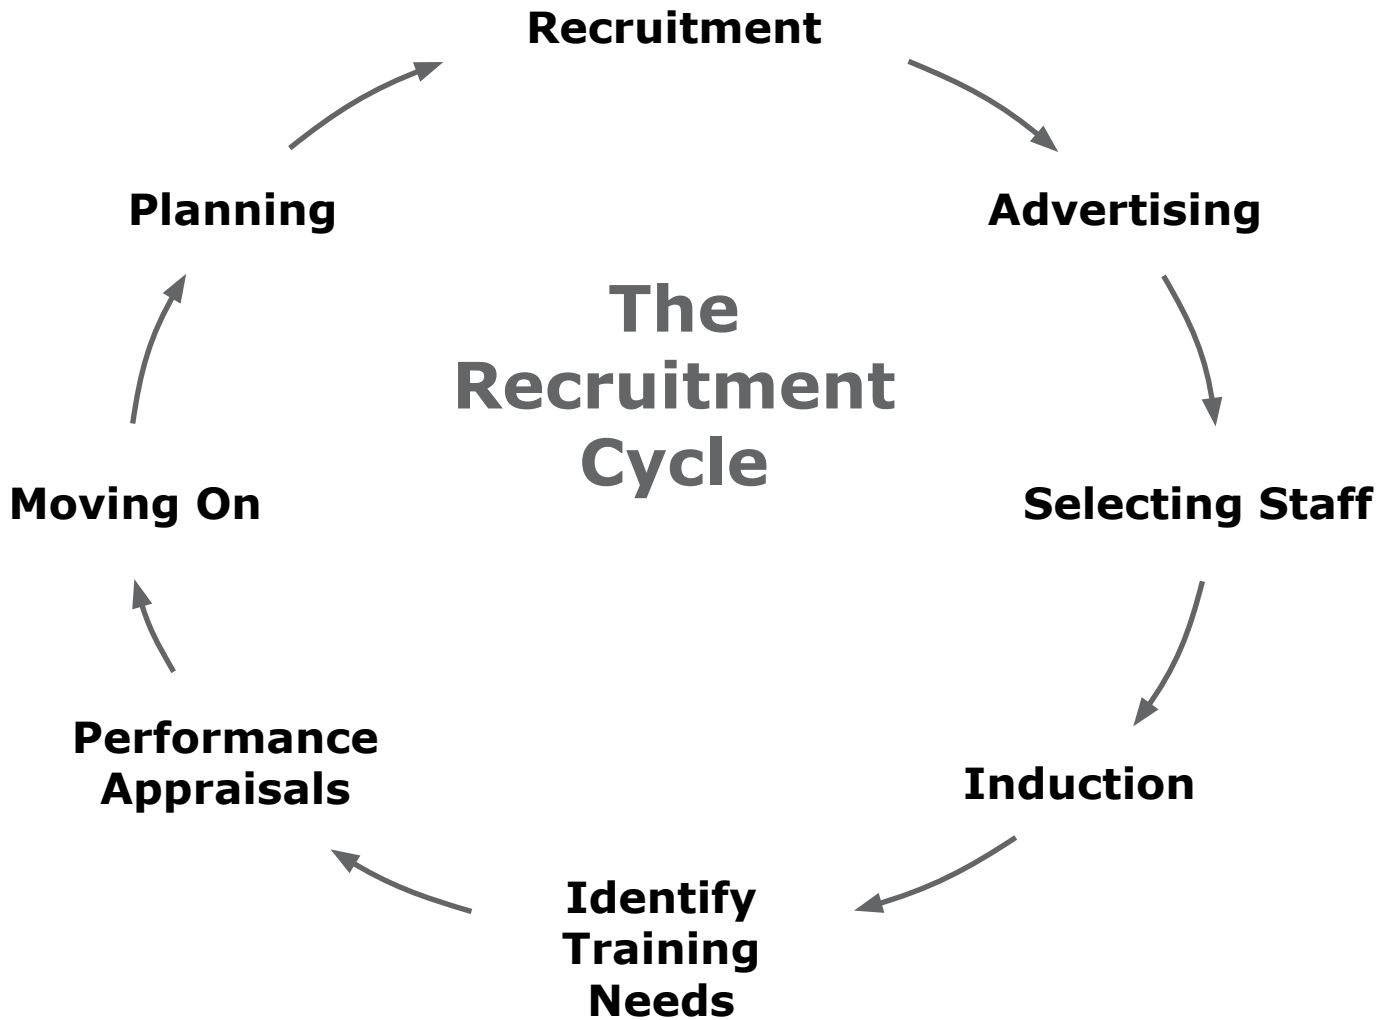 Recruitment
Advertising
Selecting Staff
Induction
Identify
Training
Needs
Performance
Appraisals
Moving On
Planning
The
Recruitment
Cycle